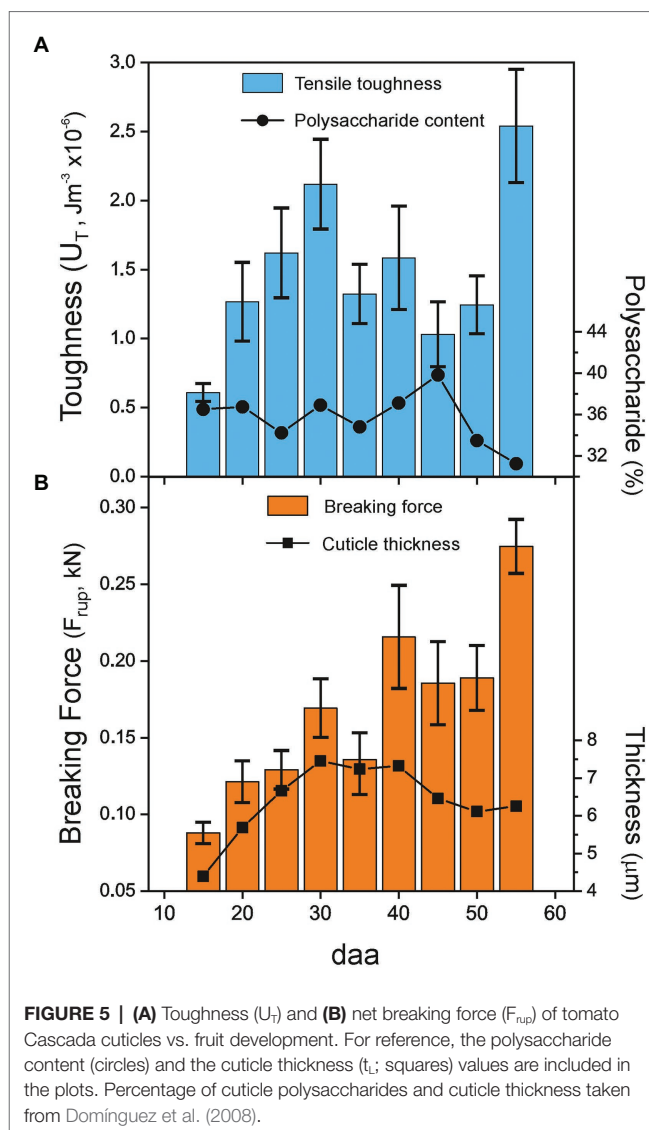 A
3.0
Tensile toughness
Polysaccharide content
2.5
2.0
1.5
1.0
0.5
0.0
Toughness (U_T, Jm⁻³ x10⁻⁶)
44
40
36
32
Polysaccharide (%)
B
0.30
Breaking force
Cuticle thickness
0.25
0.20
0.15
0.10
0.05
Breaking Force (F_rup, kN)
8
7
6
5
4
Thickness (μm)
10 20 30 40 50 60
daa
FIGURE 5 | (A) Toughness (U_T) and (B) net breaking force (F_rup) of tomato
Cascada cuticles vs. fruit development. For reference, the polysaccharide
content (circles) and the cuticle thickness (t_L; squares) values are included in
the plots. Percentage of cuticle polysaccharides and cuticle thickness taken
from Domínguez et al. (2008).